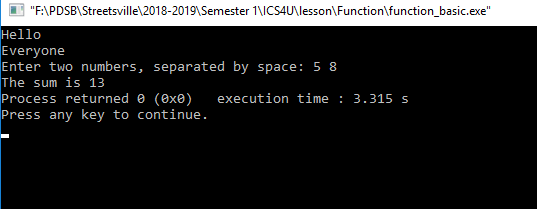 "F:\PDSB\Streetsville\2018-2019\Semester 1\ICS4U\lesson\Function\function_basic.exe"
Hello
Everyone
Enter two numbers, separated by space: 5 8
The sum is 13
Process returned 0 (0x0)   execution time : 3.315 s
Press any key to continue.